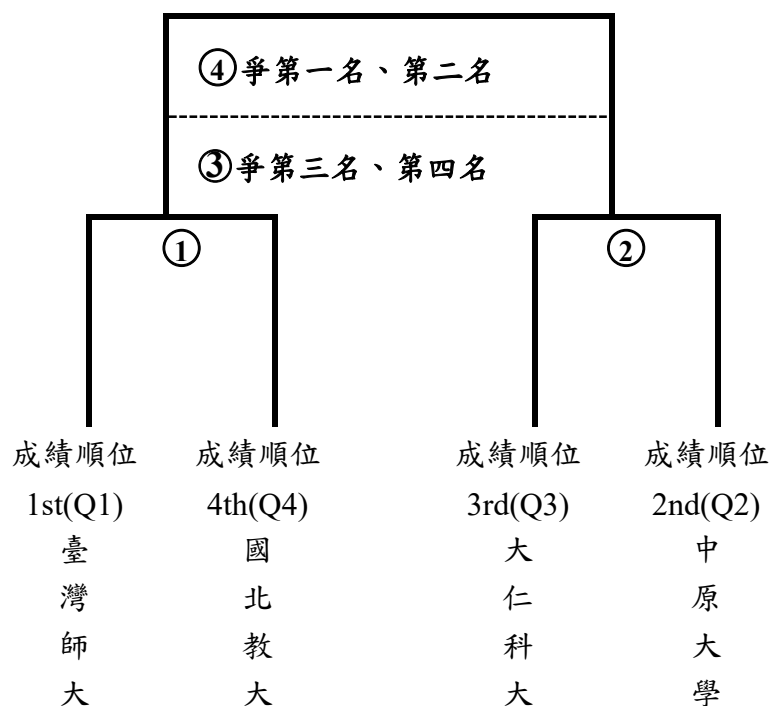 ④爭第一名、第二名
③爭第三名、第四名
①
②
成績順位
1st(Q1)
臺灣師大
成績順位
4th(Q4)
國北教大
成績順位
3rd(Q3)
大仁科大
成績順位
2nd(Q2)
中原大學